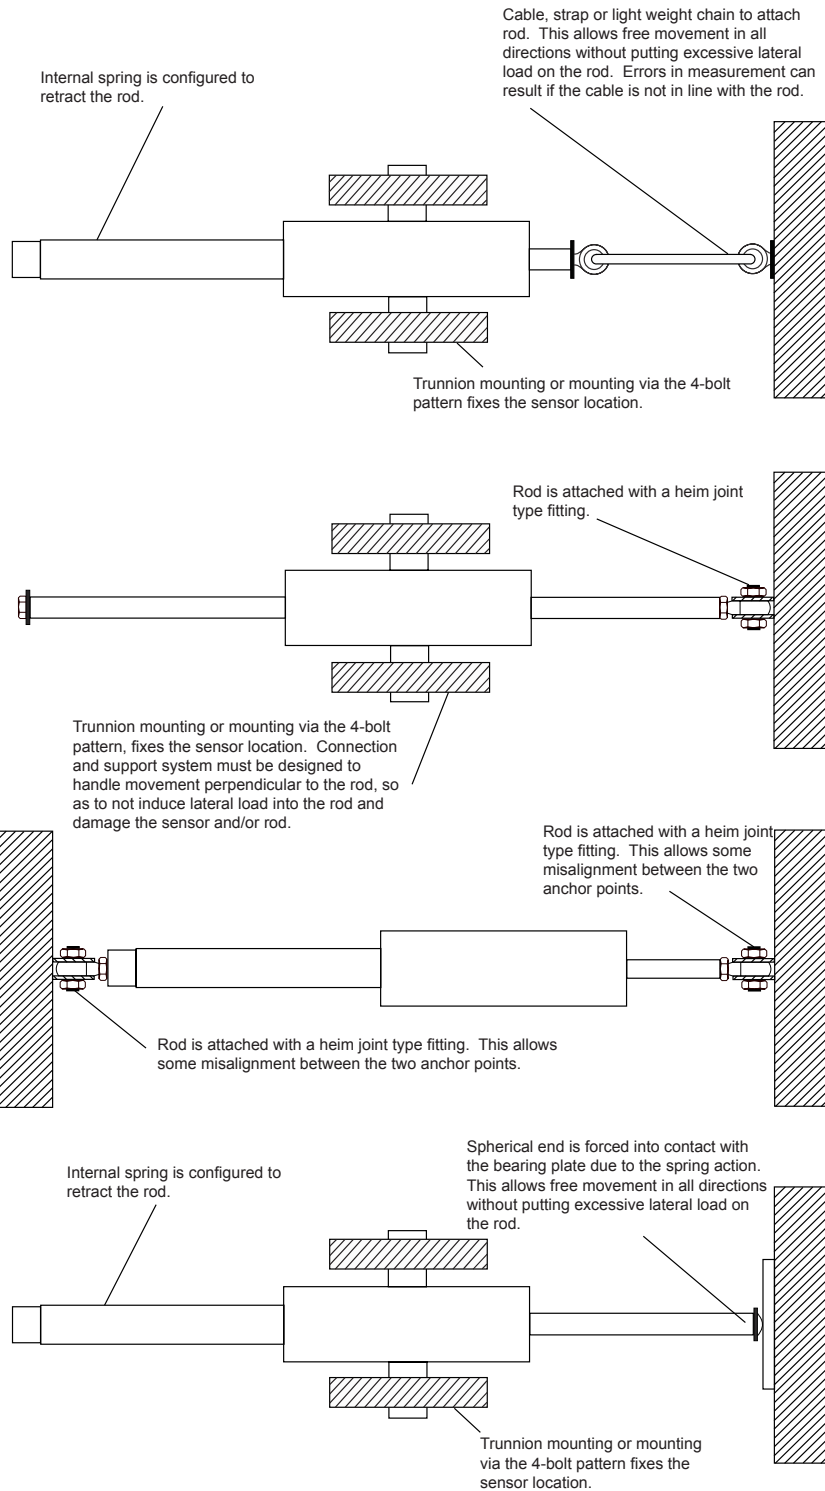 Cable, strap or light weight chain to attach
rod.  This allows free movement in all
directions without putting excessive lateral
load on the rod.  Errors in measurement can
result if the cable is not in line with the rod.
Internal spring is configured to
retract the rod.
Trunnion mounting or mounting via the 4-bolt
pattern fixes the sensor location.
Rod is attached with a heim joint
type fitting.
Trunnion mounting or mounting via the 4-bolt
pattern, fixes the sensor location.  Connection
and support system must be designed to
handle movement perpendicular to the rod, so
as to not induce lateral load into the rod and
damage the sensor and/or rod.
Rod is attached with a heim joint
type fitting.  This allows some
misalignment between the two
anchor points.
Rod is attached with a heim joint type fitting.  This allows
some misalignment between the two anchor points.
Spherical end is forced into contact with
the bearing plate due to the spring action.
This allows free movement in all directions
without putting excessive lateral load on
the rod.
Internal spring is configured to
retract the rod.
Trunnion mounting or mounting
via the 4-bolt pattern fixes the
sensor location.